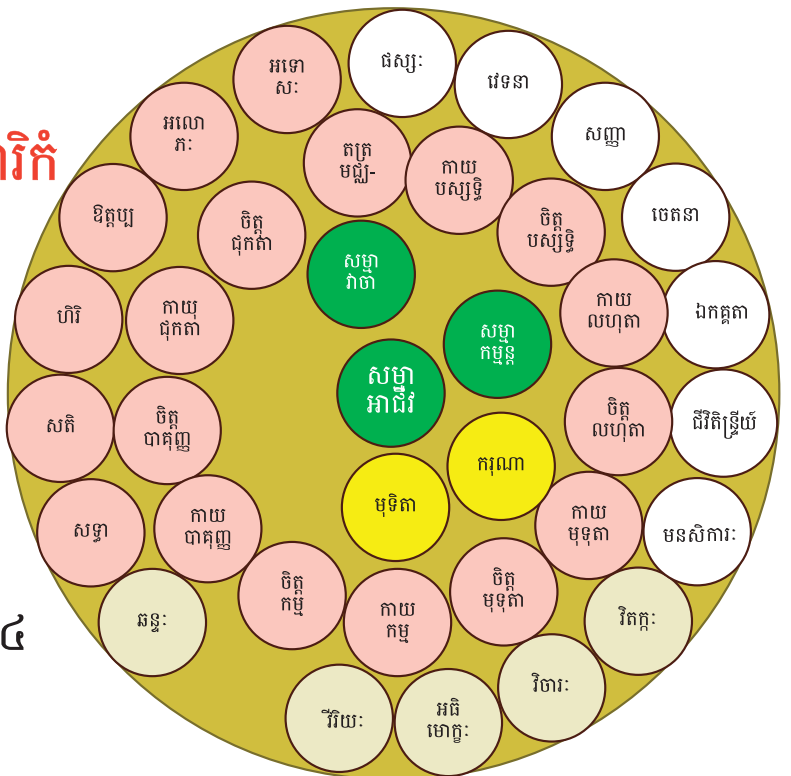 អទោ
សៈ
ផស្សៈ
វេទនា
សញ្ញា
ចេតនា
ឯកគ្គតា
ជីវិតិន្ទ្រីយ៍
មនសិការៈ
វិតក្កៈ
វិចារៈ
អធិ
មោក្ខៈ
វីរិយៈ
ឆន្ទៈ
សទ្ធា
សតិ
ហិរិ
ឱត្តប្ប
អលោ
ភៈ
តត្រ
មជ្ឈ-
កាយ
បស្សទ្ធិ
ចិត្ត
បស្សទ្ធិ
កាយ
លហុតា
ចិត្ត
លហុតា
កាយ
មុទុតា
ចិត្ត
មុទុតា
កាយ
កម្ម
ចិត្ត
កម្ម
កាយ
បាគុញ្ញ
ចិត្ត
បាគុញ្ញ
កាយុ
ជុកតា
ចិត្ត
ជុកតា
សម្មា
វាចា
សម្មា
កម្មន្ត
សម្មា
អាជីវ
ករុណា
មុទិតា
៤